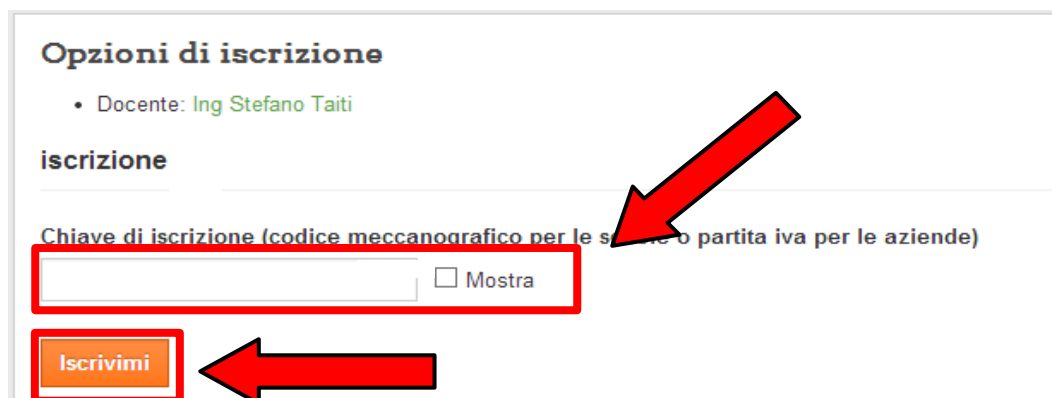 Opzioni di iscrizione
• Docente: Ing Stefano Taiti
iscrizione
Chiave di iscrizione (codice meccanografico per le o partita iva per le aziende)
Mostra
Iscrivimi